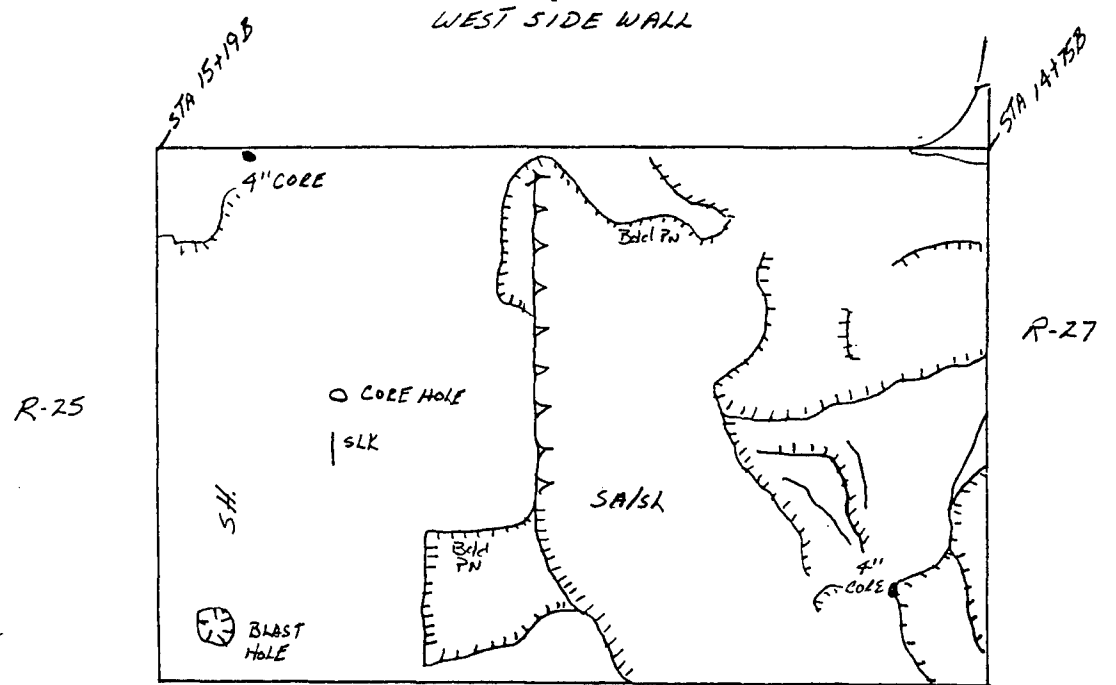 WEST SIDE WALL
STA 15+19B
STA 14+75B
4" CORE
Bdd PN
R-27
R-25
CORE HOLE
SLK
SH.
SA/SL
Bdd
PN
4"
CORE
BLAST
HOLE